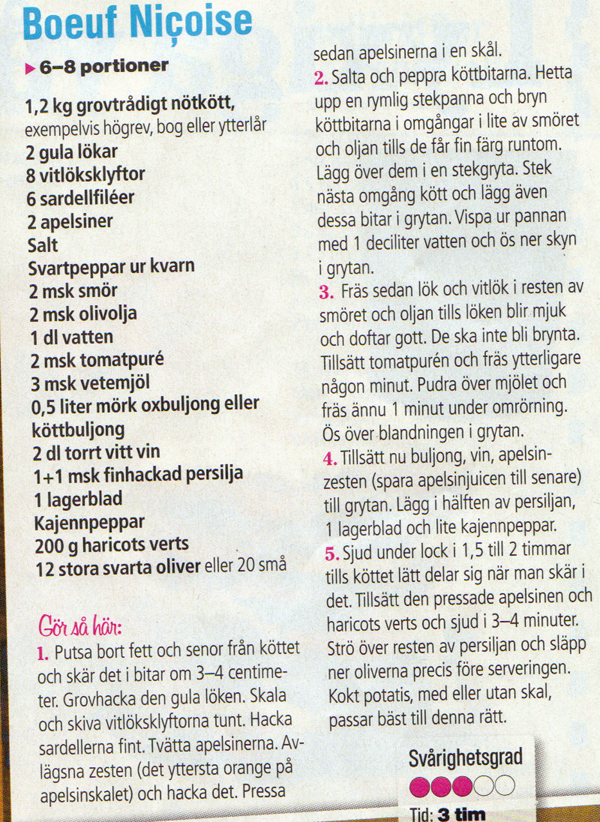 Boeuf Niçoise
▶ 6–8 portioner
1,2 kg grovtrådigt nötkött,
exempelvis högrev, bog eller ytterlår
2 gula lökar
8 vitlöksklyftor
6 sardellfiléer
2 apelsiner
Salt
Svartpeppar ur kvarn
2 msk smör
2 msk olivolja
1 dl vatten
2 msk tomatpuré
3 msk vetemjöl
0,5 liter mörk oxbuljong eller
köttbuljong
2 dl torrt vitt vin
1+1 msk finhackad persilja
1 lagerblad
Kajennpeppar
200 g haricots verts
12 stora svarta oliver eller 20 små
Gör så här:
1. Putsa bort fett och senor från köttet
och skär det i bitar om 3–4 centime-
ter. Grovhacka den gula löken. Skala
och skiva vitlöksklyftorna tunt. Hacka
sardellerna fint. Tvätta apelsinerna. Av-
lägsna zesten (det yttersta orange på
apelsinskalet) och hacka det. Pressa
sedan apelsinerna i en skål.
2. Salta och peppra köttbitarna. Hetta
upp en rymlig stekpanna och bryn
köttbitarna i omgångar i lite av smöret
och oljan tills de får fin färg runtom.
Lägg över dem i en stekgryta. Stek
nästa omgång kött och lägg även
dessa bitar i grytan. Vispa ur pannan
med 1 deciliter vatten och ös ner skyn
i grytan.
3. Fräs sedan lök och vitlök i resten av
smöret och oljan tills löken blir mjuk
och doftar gott. De ska inte bli brynta.
Tillsätt tomatpurén och fräs ytterligare
någon minut. Pudra över mjölet och
fräs ännu 1 minut under omrörning.
Ös över blandningen i grytan.
4. Tillsätt nu buljong, vin, apelsin-
zesten (spara apelsinjuicen till senare)
till grytan. Lägg i hälften av persiljan,
1 lagerblad och lite kajennpeppar.
5. Sjud under lock i 1,5 till 2 timmar
tills köttet lätt delar sig när man skär i
det. Tillsätt den pressade apelsinen och
haricots verts och sjud i 3–4 minuter.
Strö över resten av persiljan och släpp
ner oliverna precis före serveringen.
Kokt potatis, med eller utan skal,
passar bäst till denna rätt.
Svårighetsgrad
Tid: 3 tim